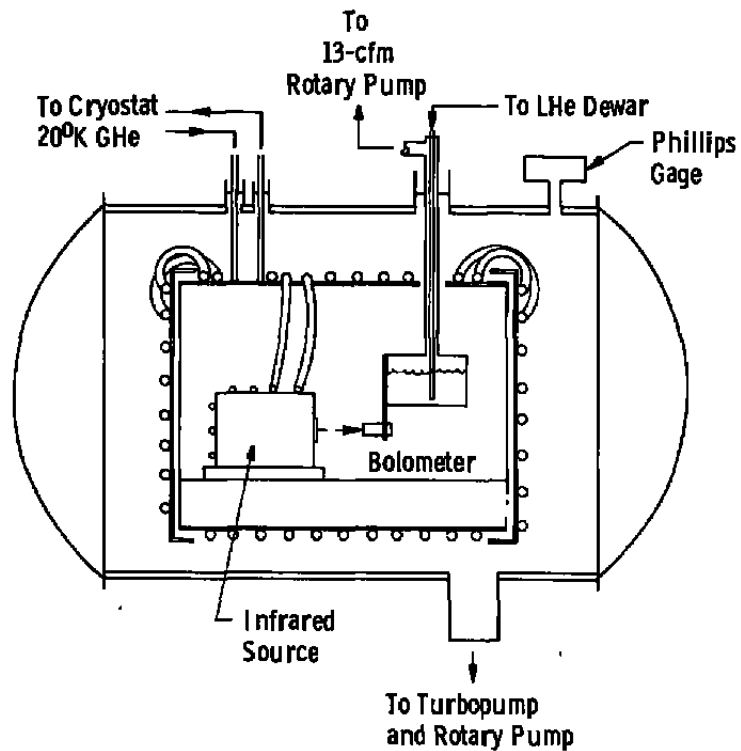 To
13-cfm
Rotary Pump
To Cryostat
20⁰K GHe
To LHe Dewar
Phillips
Gage
Bolometer
Infrared
Source
To Turbopump
and Rotary Pump